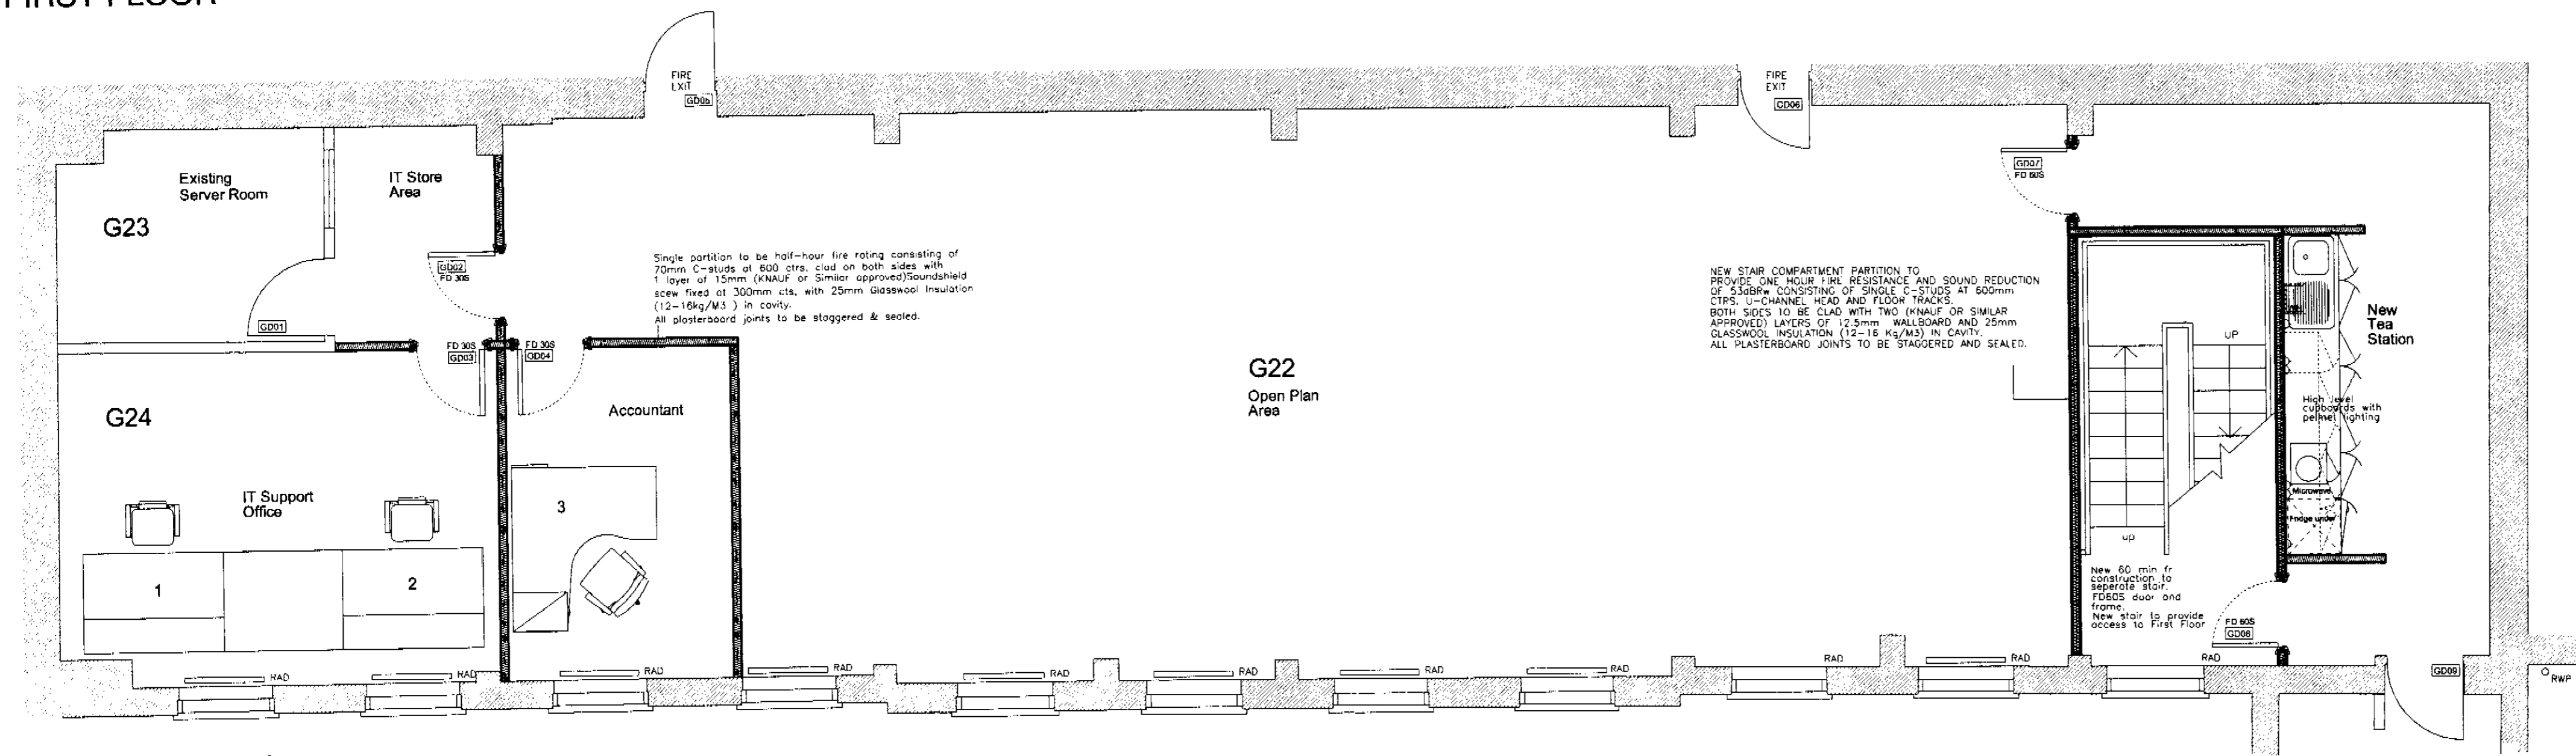 FIRST FLOOR
FIRE
EXIT
GD05
FIRE
EXIT
GD06
GD07
FD 60S
Existing
Server Room
G23
IT Store
Area
GD02
FD 30S
GD01
Single partition to be half-hour fire rating consisting of
70mm C-studs at 600 ctrs, clad on both sides with
1 layer of 15mm (KNAUF or Similar approved)Soundshield
screw fixed at 300mm cts, with 25mm Glasswool Insulation
(12-16kg/M3 ) in cavity.
All plasterboard joints to be staggered & sealed.
NEW STAIR COMPARTMENT PARTITION TO
PROVIDE ONE HOUR FIRE RESISTANCE AND SOUND REDUCTION
OF 53dBRw CONSISTING OF SINGLE C-STUDS AT 600mm
CTRS, U-CHANNEL HEAD AND FLOOR TRACKS.
BOTH SIDES TO BE CLAD WITH TWO (KNAUF OR SIMILAR
APPROVED) LAYERS OF 12.5mm WALLBOARD AND 25mm
GLASSWOOL INSULATION (12-16 Kg/M3) IN CAVITY.
ALL PLASTERBOARD JOINTS TO BE STAGGERED AND SEALED.
FD 30S
GD03
FD 30S
GD04
G24
Accountant
G22
Open Plan
Area
IT Support
Office
1
2
3
UP
up
New
Tea
Station
High level
cupboards with
pelmet lighting
Microwave
Fridge under
New 60 min fr
construction to
seperote stair.
FD60S door and
frame.
New stair to provide
access to First Floor
FD 60S
GD08
RAD
RAD
RAD
RAD
RAD
RAD
RAD
RAD
RAD
RAD
RAD
GD09
RWP